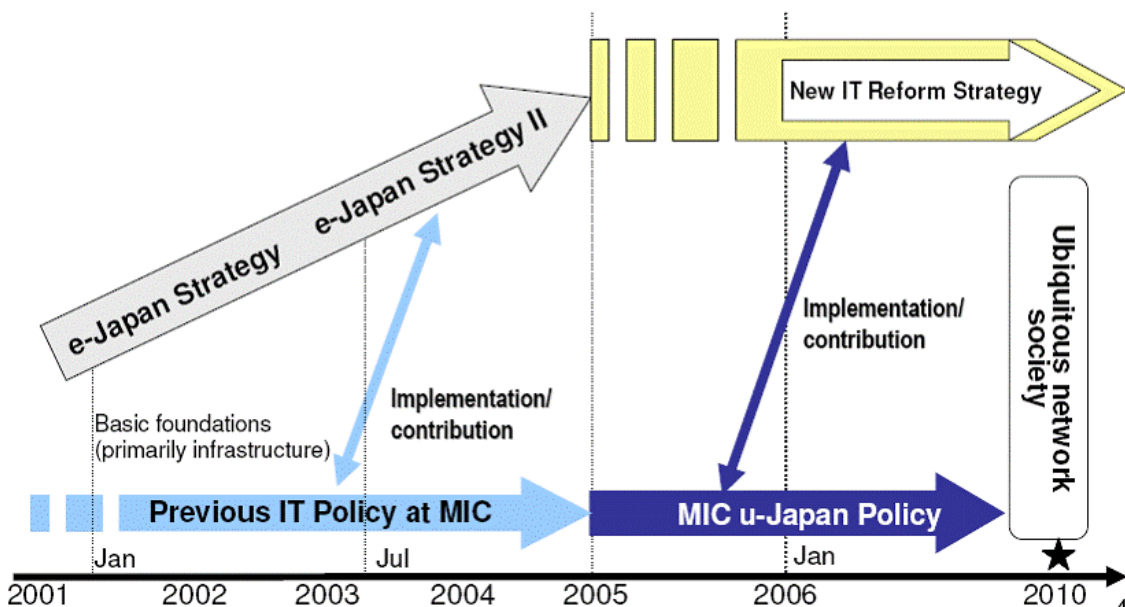 New IT Reform Strategy
e-Japan Strategy II
e-Japan Strategy
Ubiquitous network
society
Implementation/
contribution
Implementation/
contribution
Basic foundations
(primarily infrastructure)
Previous IT Policy at MIC
MIC u-Japan Policy
Jan
Jul
Jan
2001
2002
2003
2004
2005
2006
2010